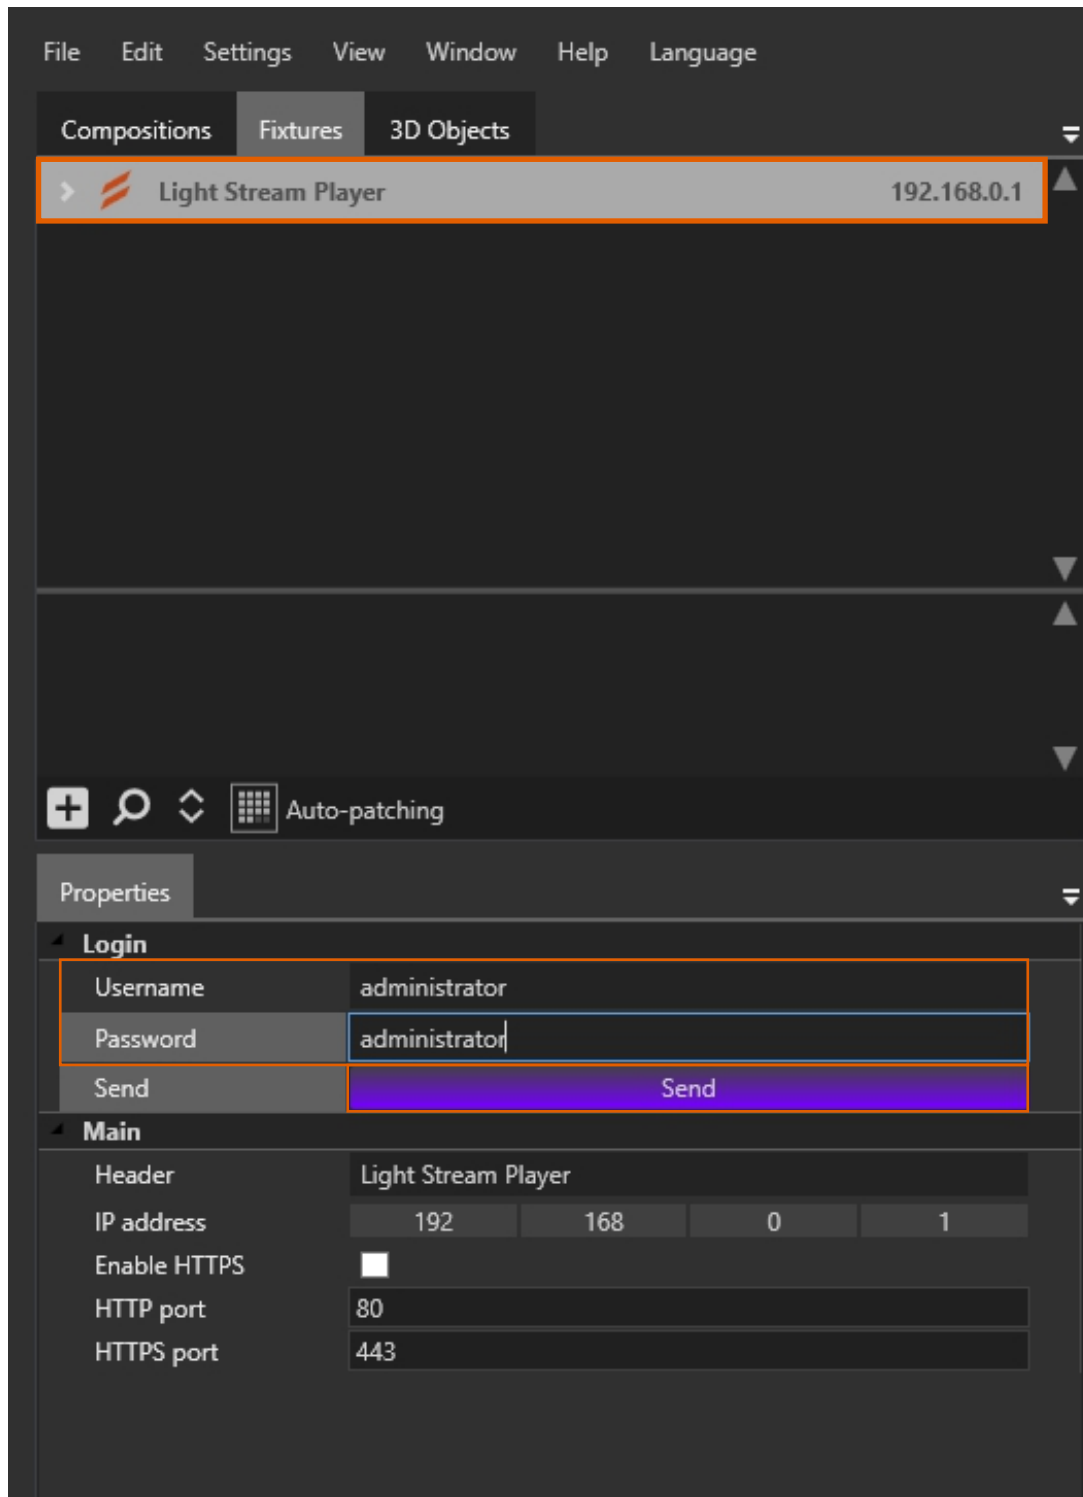 File Edit Settings View Window Help Language
Compositions Fixtures 3D Objects
Light Stream Player 192.168.0.1
Auto-patching
Properties
Login
Username administrator
Password administrator
Send Send
Main
Header Light Stream Player
IP address 192 168 0 1
Enable HTTPS
HTTP port 80
HTTPS port 443